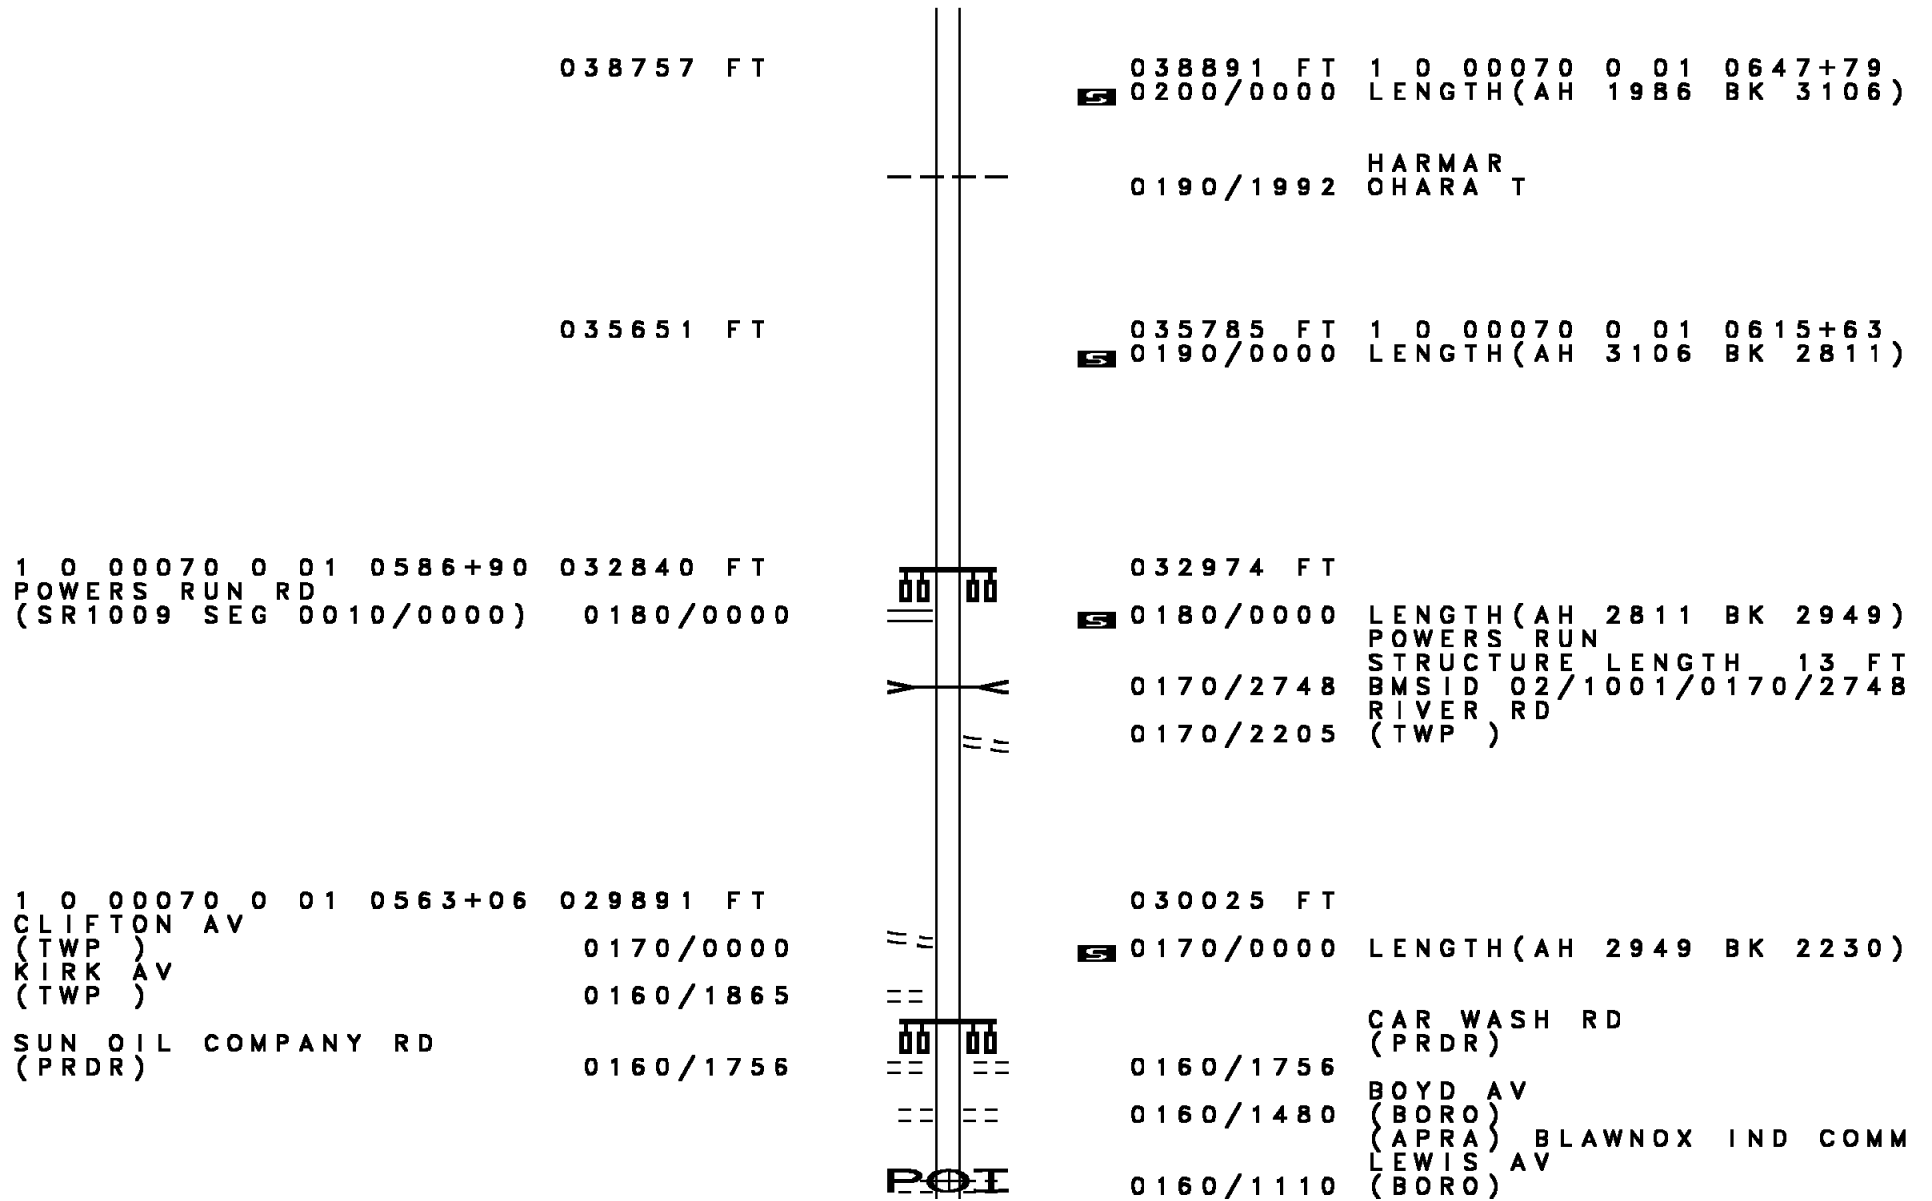 038757 FT 038891 FT 1 0 00070 0 01 0647+79
S 0200/0000 LENGTH(AH 1986 BK 3106)
HARMAR
0190/1992 OHARA T
035651 FT 035785 FT 1 0 00070 0 01 0615+63
S 0190/0000 LENGTH(AH 3106 BK 2811)
1 0 00070 0 01 0586+90 032840 FT 032974 FT
POWERS RUN RD
(SR1009 SEG 0010/0000) 0180/0000 S 0180/0000 LENGTH(AH 2811 BK 2949)
POWERS RUN
STRUCTURE LENGTH 13 FT
0170/2748 BMSID 02/1001/0170/2748
RIVER RD
0170/2205 (TWP )
1 0 00070 0 01 0563+06 029891 FT 030025 FT
CLIFTON AV
(TWP ) 0170/0000 S 0170/0000 LENGTH(AH 2949 BK 2230)
KIRK AV
(TWP ) 0160/1865
CAR WASH RD
SUN OIL COMPANY RD (PRDR)
(PRDR) 0160/1756 0160/1756
BOYD AV
0160/1480 (BORO)
(APRA) BLAWNOX IND COMM
LEWIS AV
POI 0160/1110 (BORO)